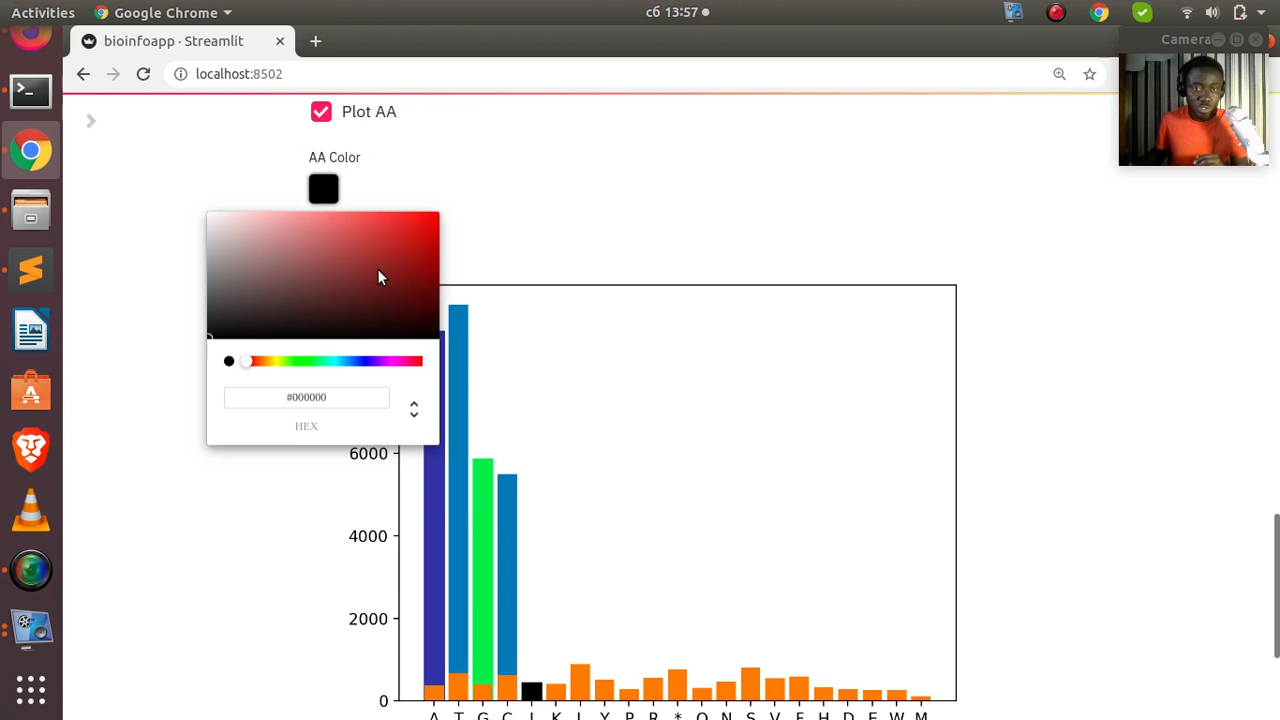 Activities Google Chrome сб 13:57
Camera
bioinfoapp · Streamlit
localhost:8502
Plot AA
AA Color
#000000
HEX
6000
4000
2000
0
A T G C I K L Y P R * Q N S V F H D E W M